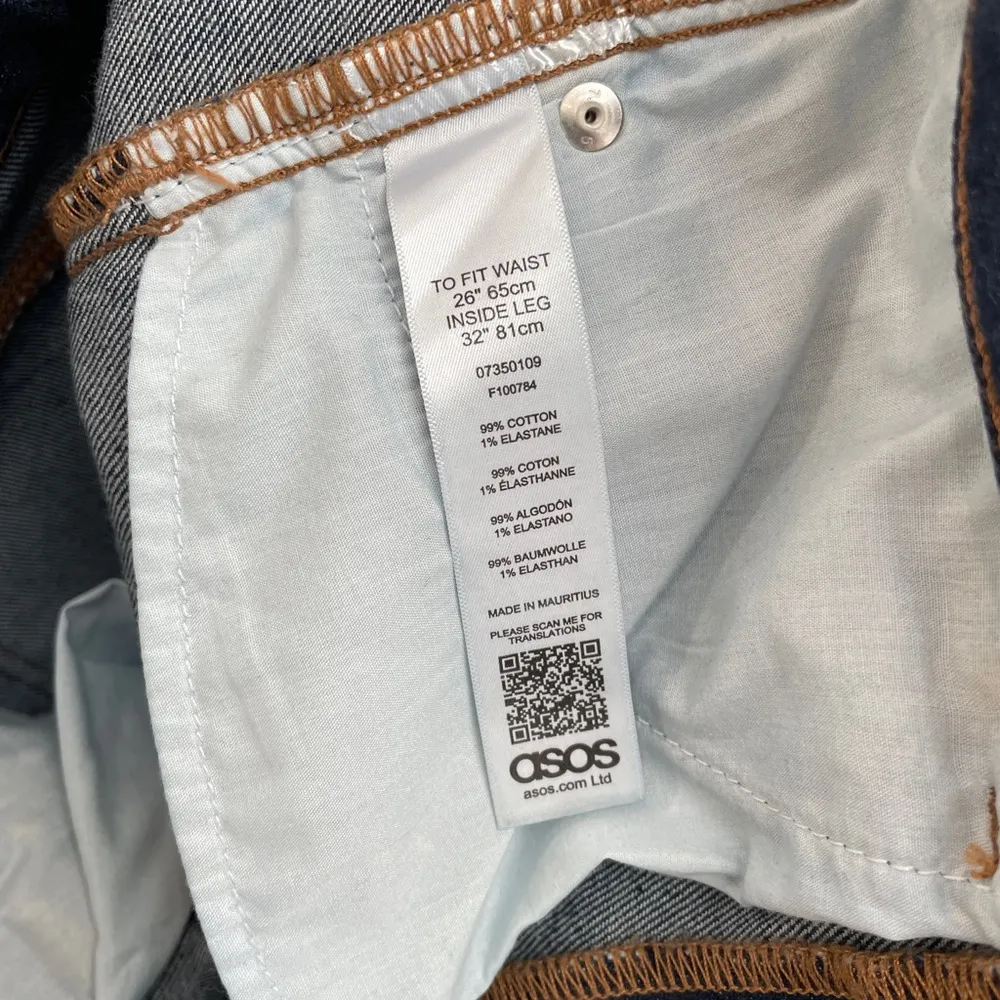 TO FIT WAIST
26" 65cm
INSIDE LEG
32" 81cm
07350109
F100784
99% COTTON
1% ELASTANE
99% COTON
1% ÉLASTHANNE
99% ALGODÓN
1% ELASTANO
99% BAUMWOLLE
1% ELASTHAN
MADE IN MAURITIUS
PLEASE SCAN ME FOR
TRANSLATIONS
asos
asos.com Ltd